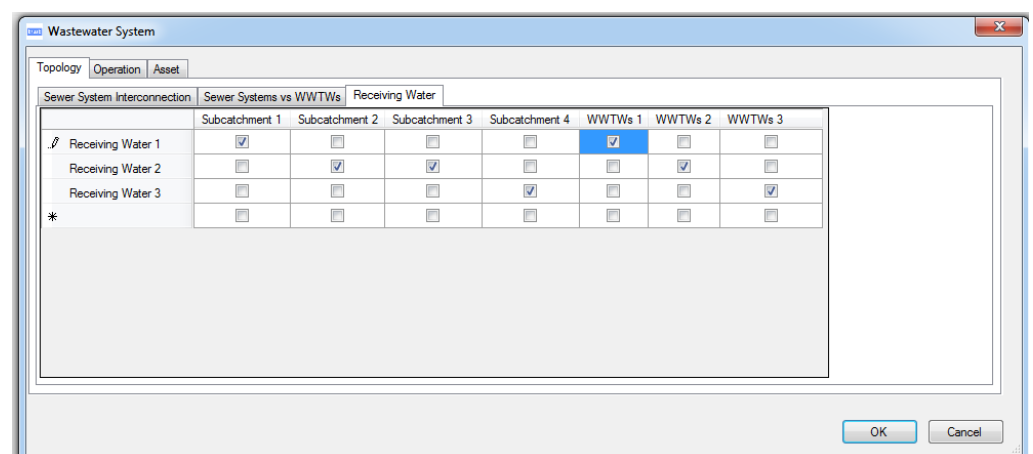 Wastewater System
Topology Operation Asset
Sewer System Interconnection Sewer Systems vs WWTWs Receiving Water
Subcatchment 1 Subcatchment 2 Subcatchment 3 Subcatchment 4 WWTWs 1 WWTWs 2 WWTWs 3
Receiving Water 1
Receiving Water 2
Receiving Water 3
OK Cancel